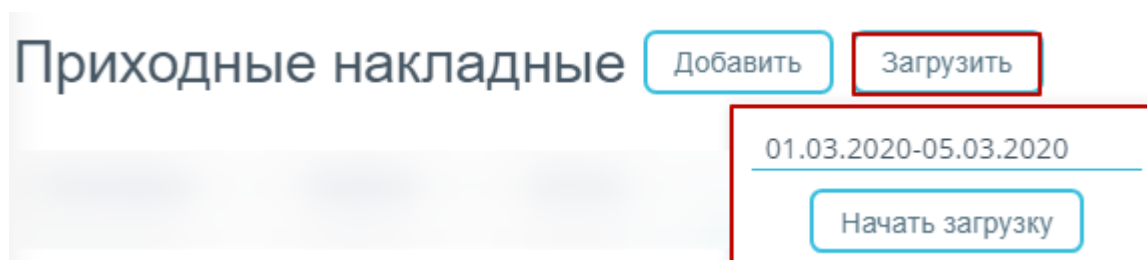 Приходные накладные Добавить Загрузить
01.03.2020-05.03.2020
Начать загрузку